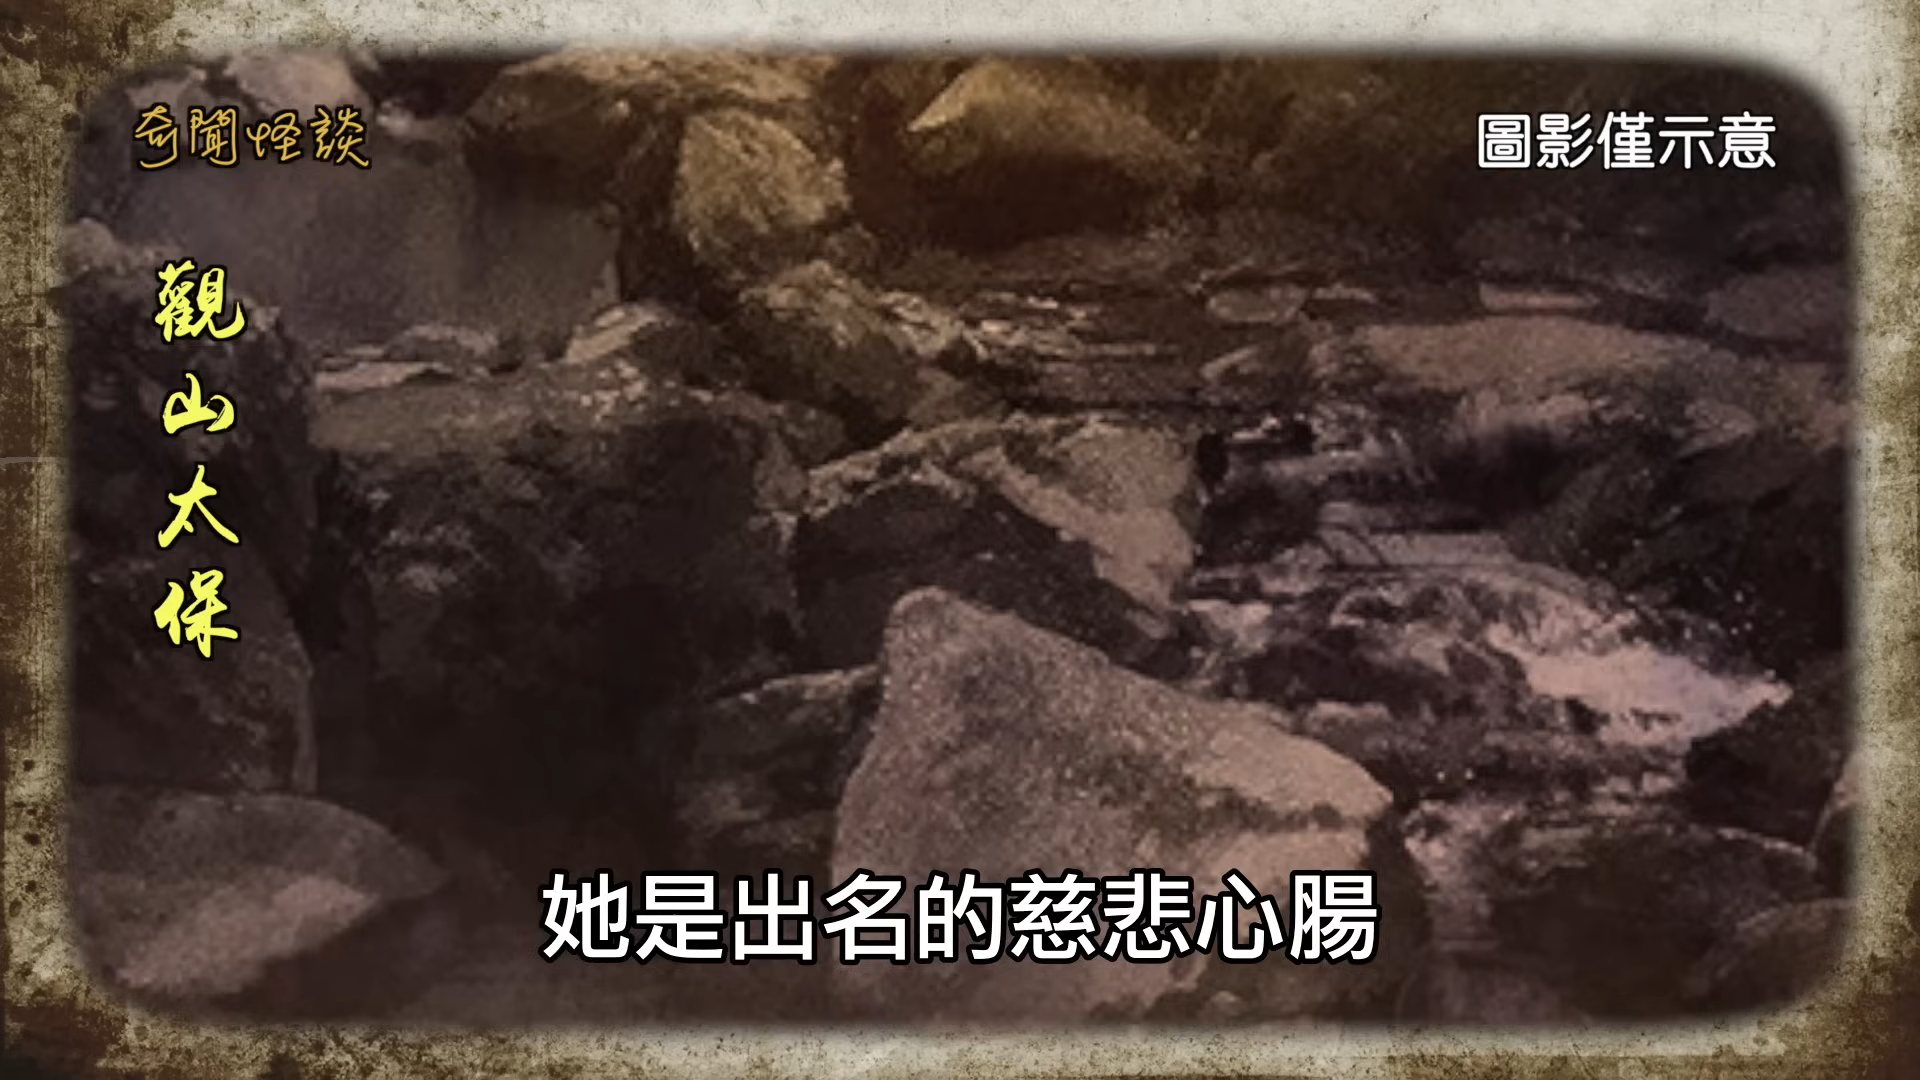 奇聞怪談
圖影僅示意
觀山太保
她是出名的慈悲心腸